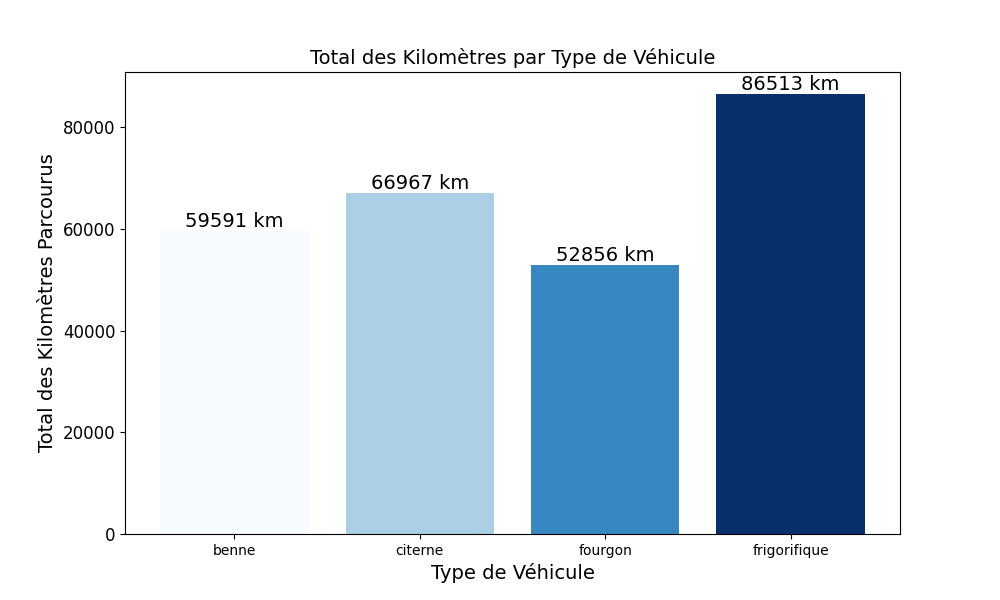 Total des Kilomètres par Type de Véhicule
Total des Kilomètres Parcourus
80000
60000
40000
20000
0
59591 km
66967 km
52856 km
86513 km
benne
citerne
fourgon
frigorifique
Type de Véhicule